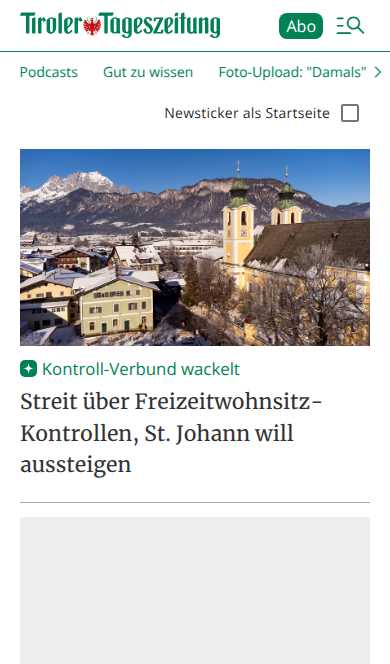 Tiroler Tageszeitung
Abo
Podcasts Gut zu wissen Foto-Upload: "Damals"
Newsticker als Startseite
Kontroll-Verbund wackelt
Streit über Freizeitwohnsitz-
Kontrollen, St. Johann will
aussteigen